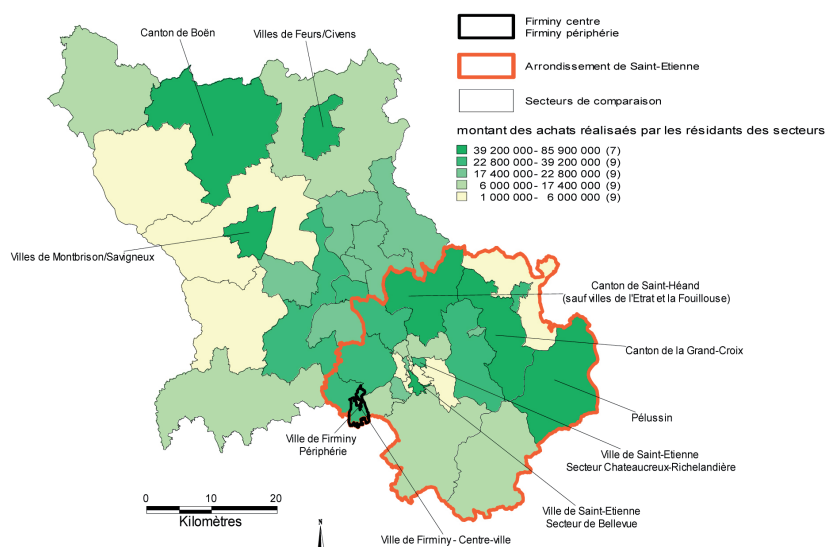 Canton de Boën
Villes de Feurs/Civens
Firminy centre
Firminy périphérie
Arrondissement de Saint-Etienne
Secteurs de comparaison
montant des achats réalisaés par les résidants des secteurs
39 200 000- 85 900 000 (7)
22 800 000- 39 200 000 (9)
17 400 000- 22 800 000 (9)
6 000 000- 17 400 000 (9)
1 000 000- 6 000 000 (9)
Villes de Montbrison/Savigneux
Canton de Saint-Héand
(sauf villes de l'Etrat et la Fouillouse)
Canton de la Grand-Croix
Pélussin
Ville de Firminy
Périphérie
Ville de Saint-Etienne
Secteur Chateaucreux-Richelandière
Ville de Saint-Etienne
Secteur de Bellevue
Ville de Firminy- Centre-ville
0 10 20
Kilomètres
N